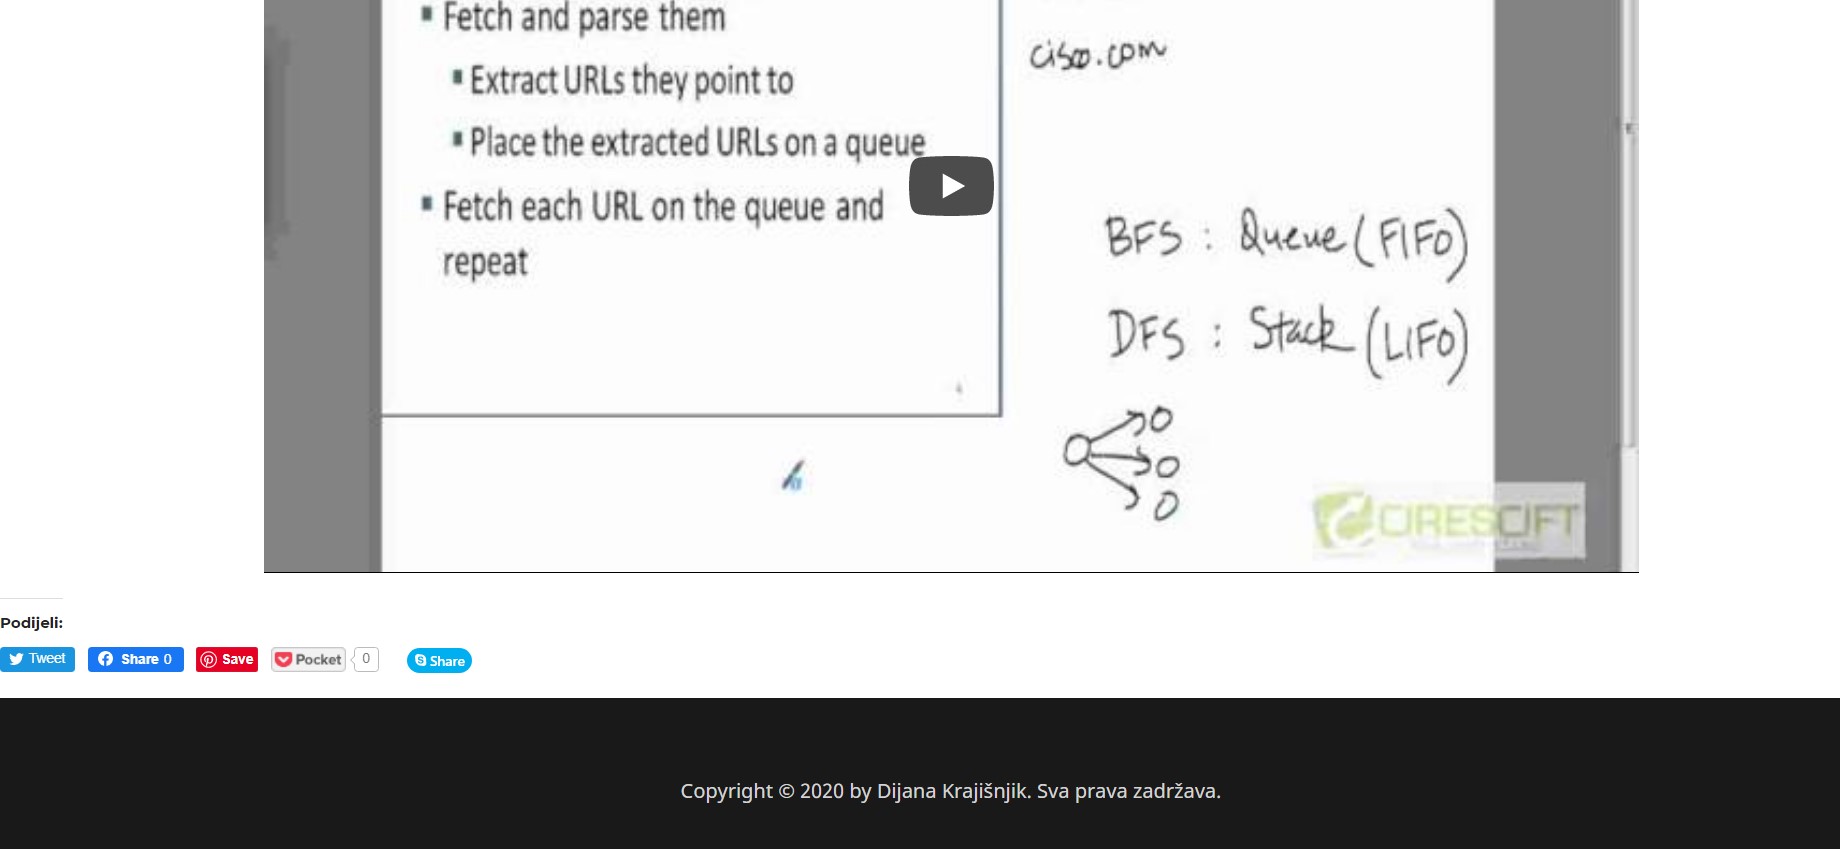 Fetch and parse them
Extract URLs they point to
Place the extracted URLs on a queue
Fetch each URL on the queue and
repeat
cisco.com
BFS : Queue (FIFO)
DFS : Stack (LIFO)
Podijeli:
Tweet
Share 0
Save
Pocket
0
Share
Copyright © 2020 by Dijana Krajišnjik. Sva prava zadržava.